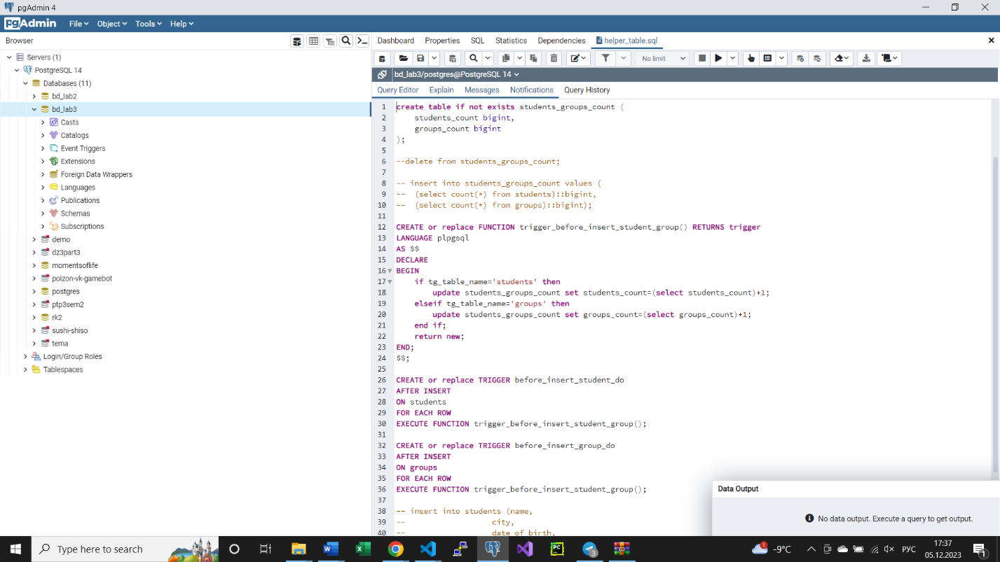 pgAdmin 4
pgAdmin File Object Tools Help
Browser
Servers (1)
PostgreSQL 14
Databases (11)
bd_lab2
bd_lab3
Casts
Catalogs
Event Triggers
Extensions
Foreign Data Wrappers
Languages
Publications
Schemas
Subscriptions
demo
dz3part3
momentsoflife
poizon-vk-gamebot
postgres
ptp3sem2
rk2
sushi-shiso
tema
Login/Group Roles
Tablespaces
Dashboard Properties SQL Statistics Dependencies helper_table.sql
No limit
bd_lab3/postgres@PostgreSQL 14
Query Editor Explain Messages Notifications Query History
1 create table if not exists students_groups_count (
2 students_count bigint,
3 groups_count bigint
4 );
5
6 --delete from students_groups_count;
7
8 -- insert into students_groups_count values (
9 -- (select count(*) from students)::bigint,
10 -- (select count(*) from groups)::bigint);
11
12 CREATE or replace FUNCTION trigger_before_insert_student_group() RETURNS trigger
13 LANGUAGE plpgsql
14 AS $$
15 DECLARE
16 BEGIN
17 if tg_table_name='students' then
18 update students_groups_count set students_count=(select students_count)+1;
19 elseif tg_table_name='groups' then
20 update students_groups_count set groups_count=(select groups_count)+1;
21 end if;
22 return new;
23 END;
24 $$;
25
26 CREATE or replace TRIGGER before_insert_student_do
27 AFTER INSERT
28 ON students
29 FOR EACH ROW
30 EXECUTE FUNCTION trigger_before_insert_student_group();
31
32 CREATE or replace TRIGGER before_insert_group_do
33 AFTER INSERT
34 ON groups
35 FOR EACH ROW
36 EXECUTE FUNCTION trigger_before_insert_student_group();
37
38 -- insert into students (name,
39 -- city,
40 -- date_of_birth,
Data Output
No data output. Execute a query to get output.
Type here to search
3
1
-9°C
РУС
17:37
05.12.2023
1